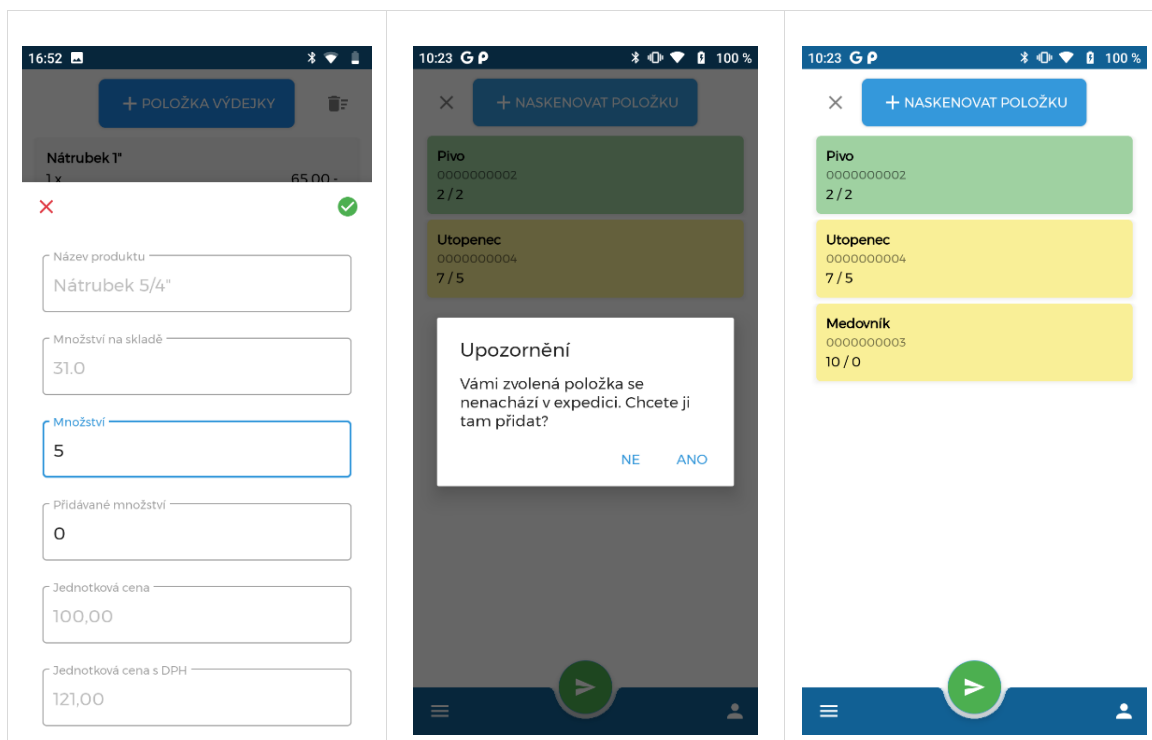 16:52
+ POLOŽKA VÝDEJKY
Nátrubek 1"
1 x 65,00,-
Název produktu
Nátrubek 5/4"
Množství na skladě
31.0
Množství
5
Přidávané množství
0
Jednotková cena
100,00
Jednotková cena s DPH
121,00
10:23 G P 100 %
+ NASKENOVAT POLOŽKU
Pivo
0000000002
2 / 2
Utopenec
0000000004
7 / 5
Upozornění
Vámi zvolená položka se
nenachází v expedici. Chcete ji
tam přidat?
NE ANO
10:23 G P 100 %
+ NASKENOVAT POLOŽKU
Pivo
0000000002
2 / 2
Utopenec
0000000004
7 / 5
Medovník
0000000003
10 / 0